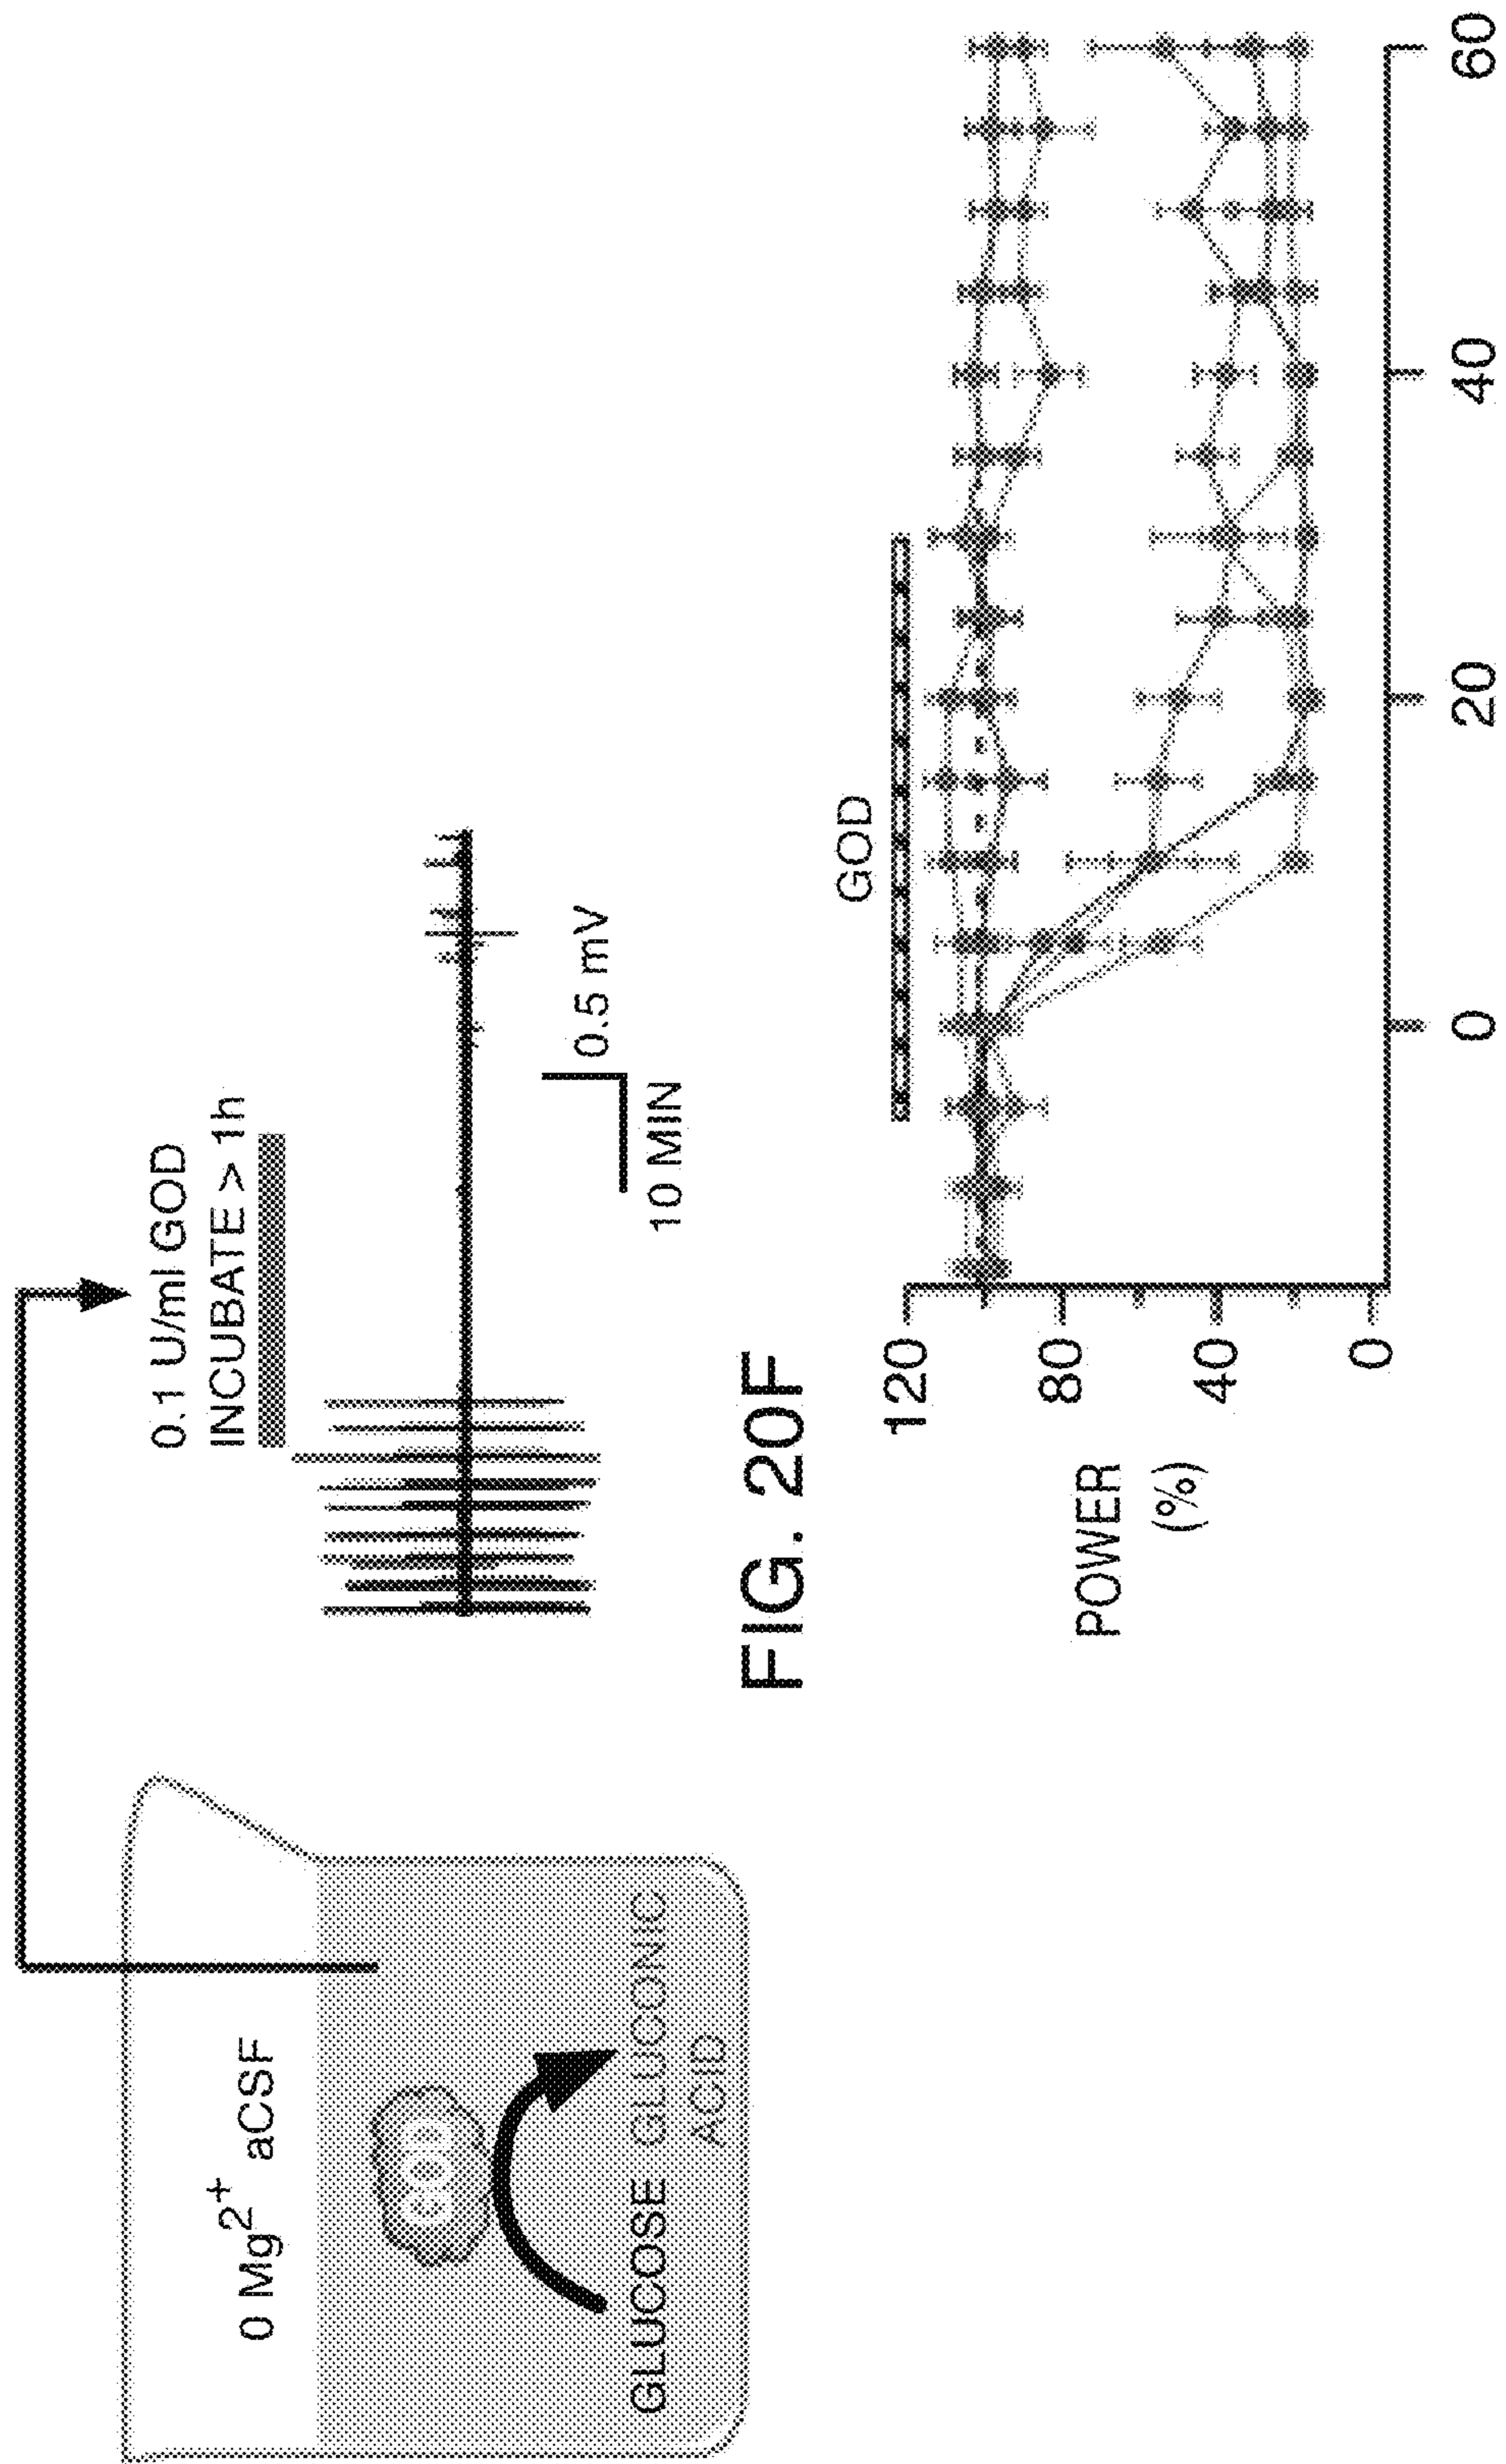 0 Mg2+ aCSF
GOD
GLUCOSE GLUCONIC
ACID
0.1 U/ml GOD
INCUBATE > 1h
0.5 mV
10 MIN
FIG. 20F
GOD
POWER
(%)
120
80
40
0
0
20
40
60